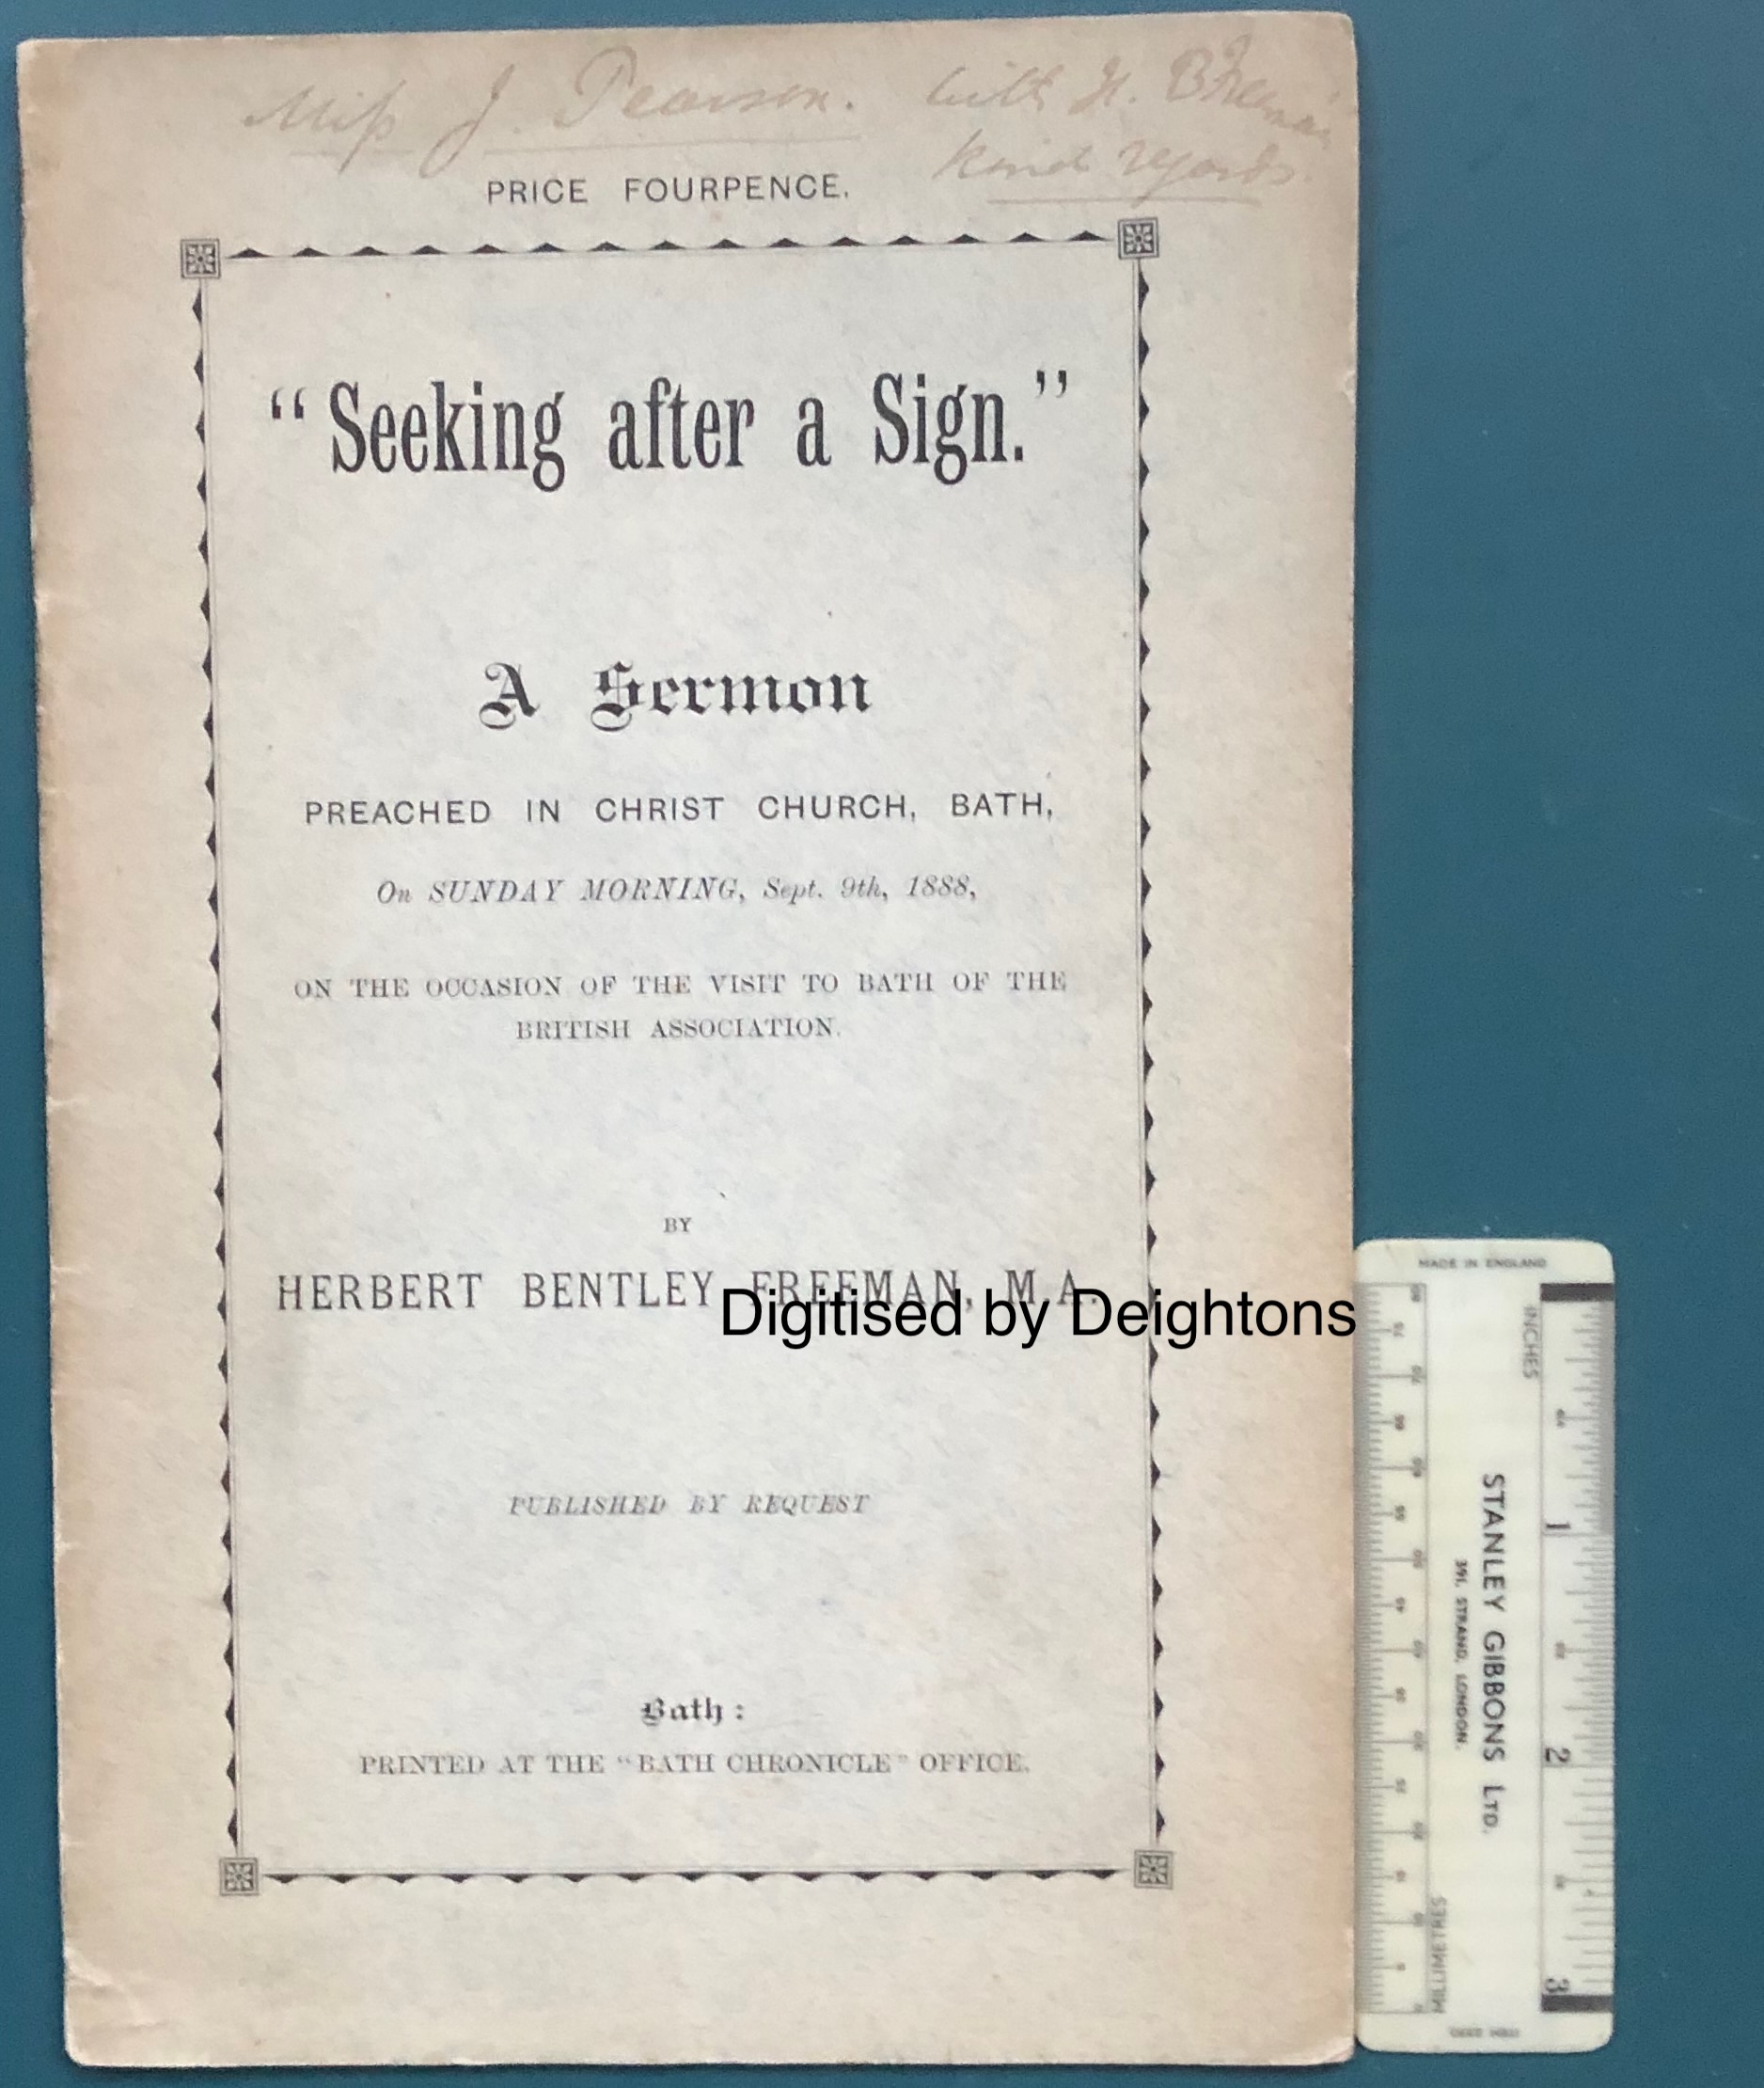 Miss J. Pearson. with H. B Freeman's
kind regards.
PRICE FOURPENCE.
"Seeking after a Sign."
A Sermon
PREACHED IN CHRIST CHURCH, BATH,
On SUNDAY MORNING, Sept. 9th, 1888,
ON THE OCCASION OF THE VISIT TO BATH OF THE
BRITISH ASSOCIATION.
BY
HERBERT BENTLEY FREEMAN, M.A.
Digitised by Deightons
PUBLISHED BY REQUEST
Bath:
PRINTED AT THE "BATH CHRONICLE" OFFICE.
MADE IN ENGLAND
INCHES
1
2
3
STANLEY GIBBONS LTD.
391, STRAND, LONDON.
MILLIMETRES